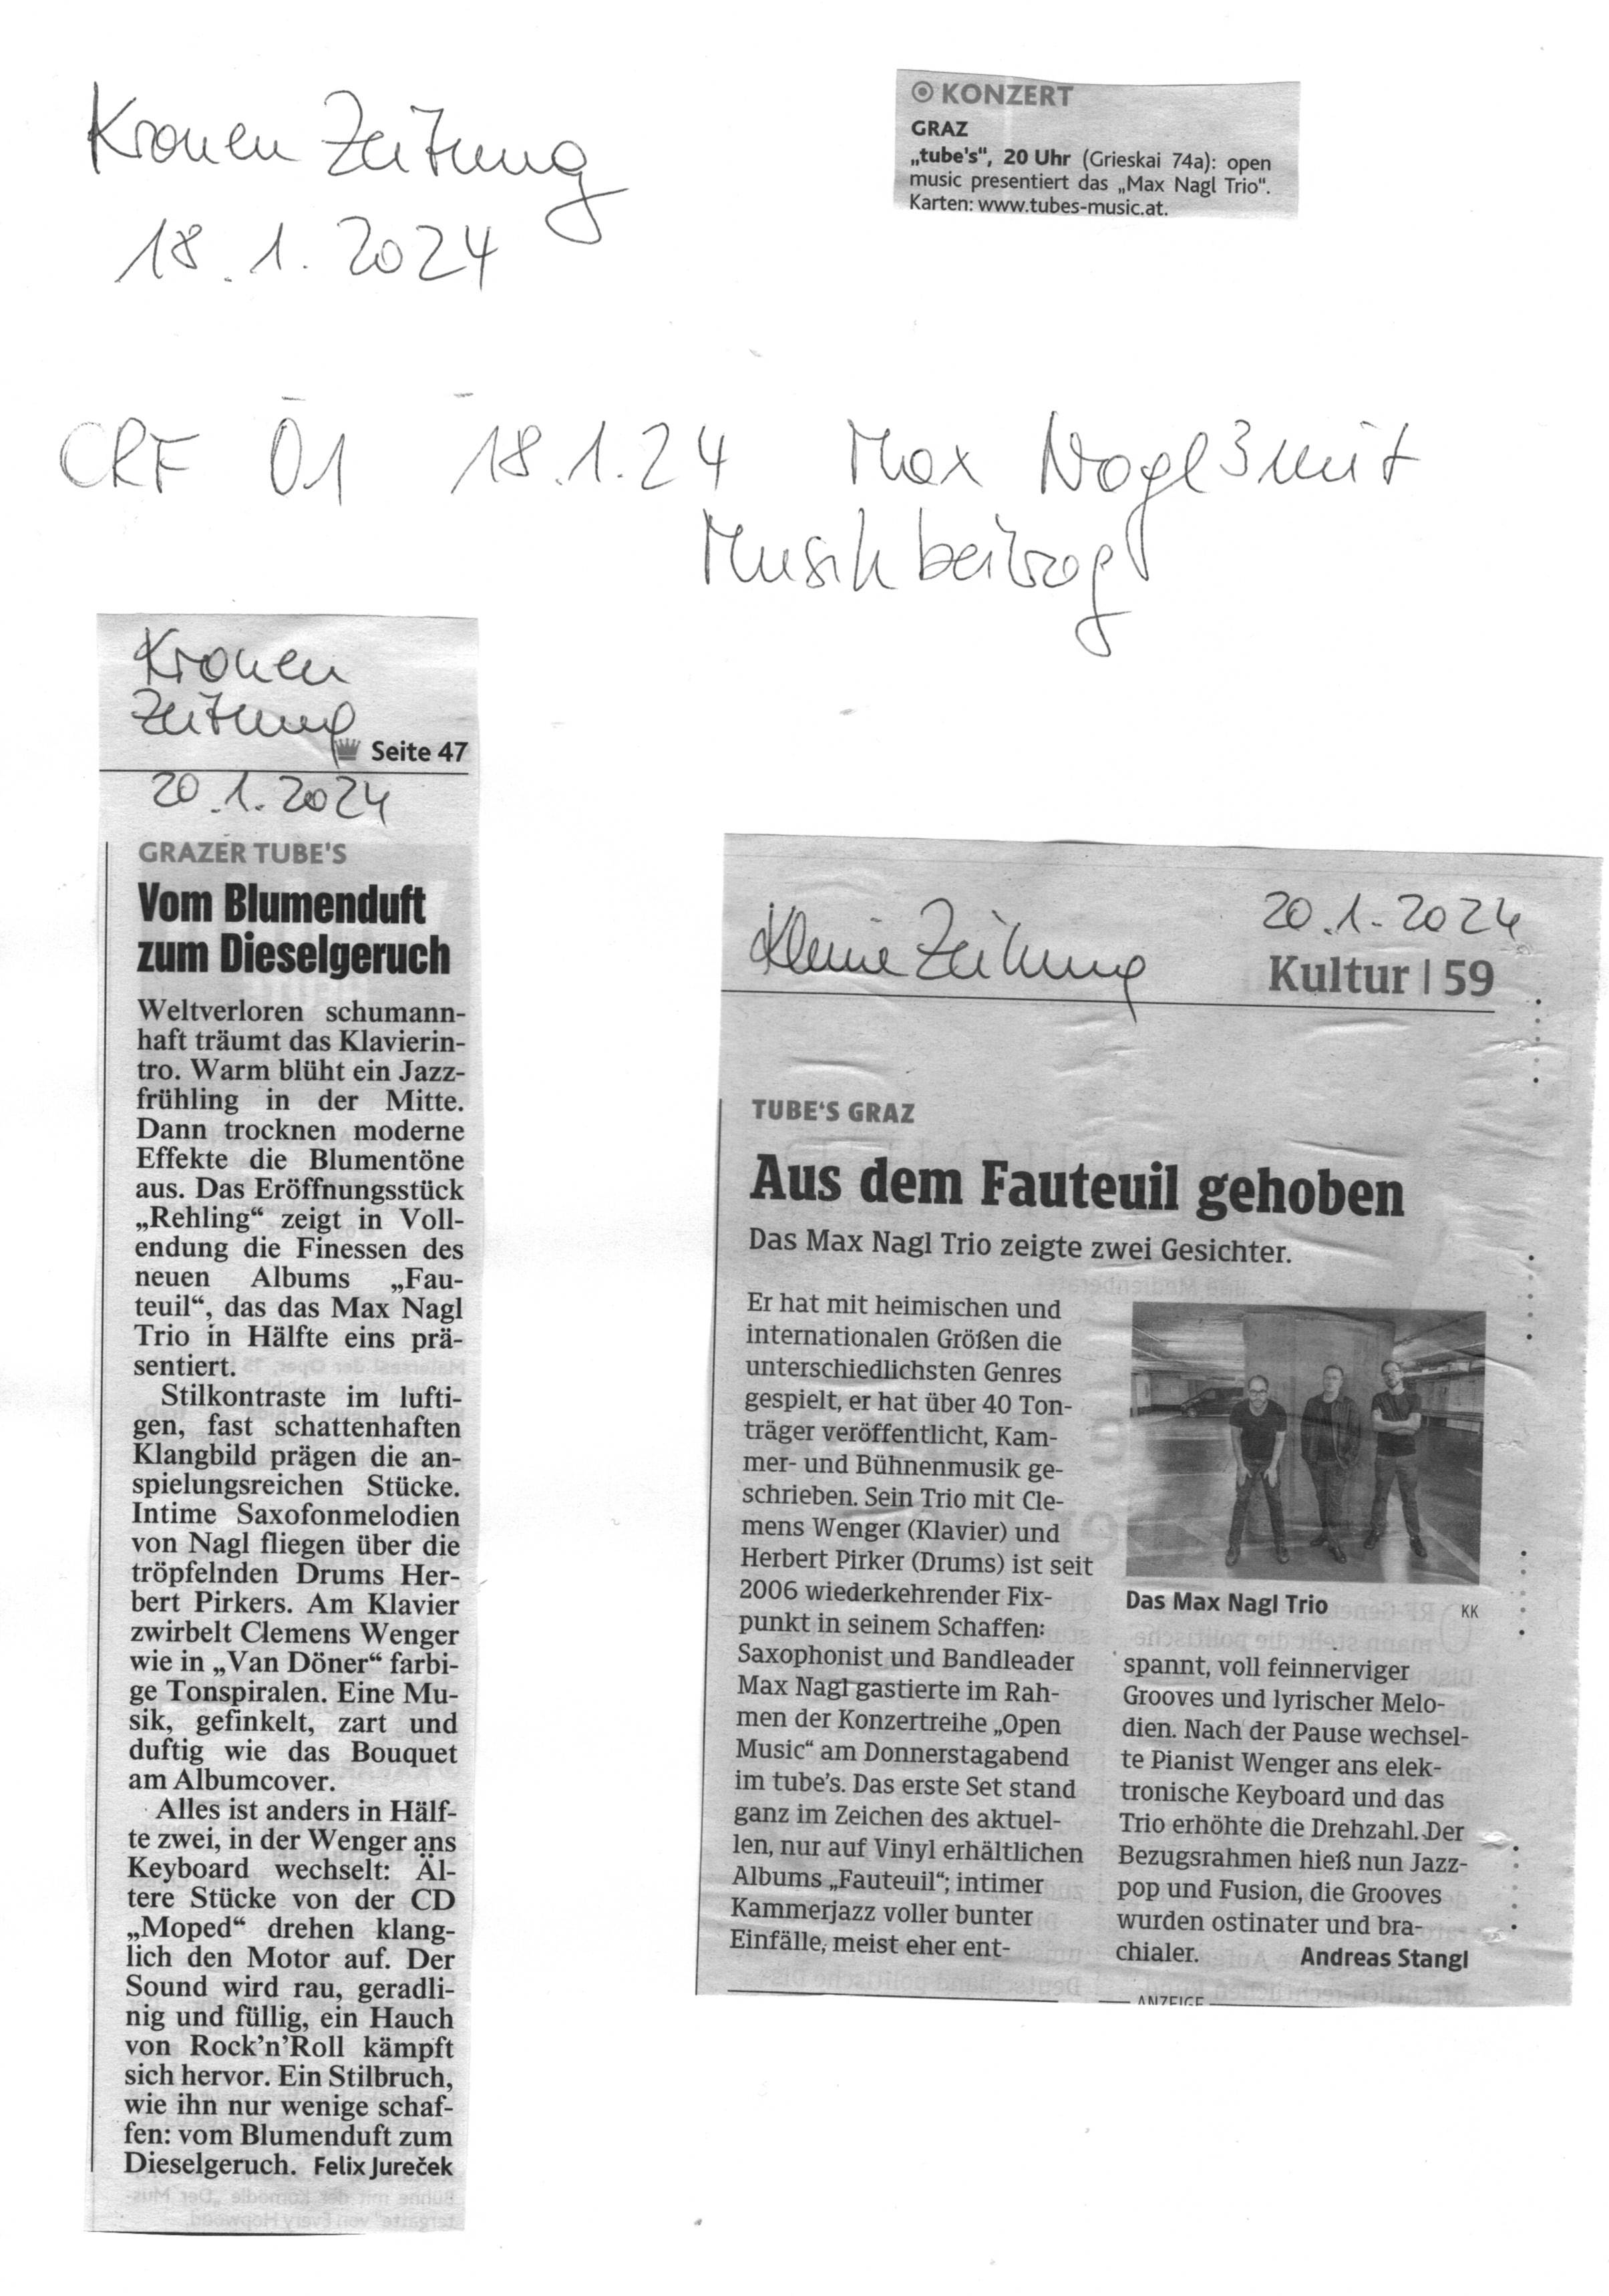 Kronen Zeitung
18.1.2024
◉ KONZERT
GRAZ
„tube's", 20 Uhr (Grieskai 74a): open
music presentiert das „Max Nagl Trio".
Karten: www.tubes-music.at.
ORF Ö1 18.1.24 Max Nagl 3 mit
Musikbeitrag
Kronen
Zeitung
Seite 47
20.1.2024
GRAZER TUBE'S
Vom Blumenduft
zum Dieselgeruch
Weltverloren schumann-
haft träumt das Klavierin-
tro. Warm blüht ein Jazz-
frühling in der Mitte.
Dann trocknen moderne
Effekte die Blumentöne
aus. Das Eröffnungsstück
„Rehling“ zeigt in Voll-
endung die Finessen des
neuen Albums „Fau-
teuil“, das das Max Nagl
Trio in Hälfte eins prä-
sentiert.
Stilkontraste im lufti-
gen, fast schattenhaften
Klangbild prägen die an-
spielungsreichen Stücke.
Intime Saxofonmelodien
von Nagl fliegen über die
tröpfelnden Drums Her-
bert Pirkers. Am Klavier
zwirbelt Clemens Wenger
wie in „Van Döner“ farbi-
ge Tonspiralen. Eine Mu-
sik, gefinkelt, zart und
duftig wie das Bouquet
am Albumcover.
Alles ist anders in Hälf-
te zwei, in der Wenger ans
Keyboard wechselt: Äl-
tere Stücke von der CD
„Moped“ drehen klang-
lich den Motor auf. Der
Sound wird rau, geradli-
nig und füllig, ein Hauch
von Rock’n’Roll kämpft
sich hervor. Ein Stilbruch,
wie ihn nur wenige schaf-
fen: vom Blumenduft zum
Dieselgeruch. Felix Jureček
Kleine Zeitung
20.1.2024
Kultur | 59
TUBE‘S GRAZ
Aus dem Fauteuil gehoben
Das Max Nagl Trio zeigte zwei Gesichter.
Er hat mit heimischen und
internationalen Größen die
unterschiedlichsten Genres
gespielt, er hat über 40 Ton-
träger veröffentlicht, Kam-
mer- und Bühnenmusik ge-
schrieben. Sein Trio mit Cle-
mens Wenger (Klavier) und
Herbert Pirker (Drums) ist seit
2006 wiederkehrender Fix-
punkt in seinem Schaffen:
Saxophonist und Bandleader
Max Nagl gastierte im Rah-
men der Konzertreihe „Open
Music“ am Donnerstagabend
im tube’s. Das erste Set stand
ganz im Zeichen des aktuel-
len, nur auf Vinyl erhältlichen
Albums „Fauteuil“; intimer
Kammerjazz voller bunter
Einfälle, meist eher ent-
Das Max Nagl Trio KK
spannt, voll feinnerviger
Grooves und lyrischer Melo-
dien. Nach der Pause wechsel-
te Pianist Wenger ans elek-
tronische Keyboard und das
Trio erhöhte die Drehzahl. Der
Bezugsrahmen hieß nun Jazz-
pop und Fusion, die Grooves
wurden ostinater und bra-
chialer. Andreas Stangl
ANZEIGE